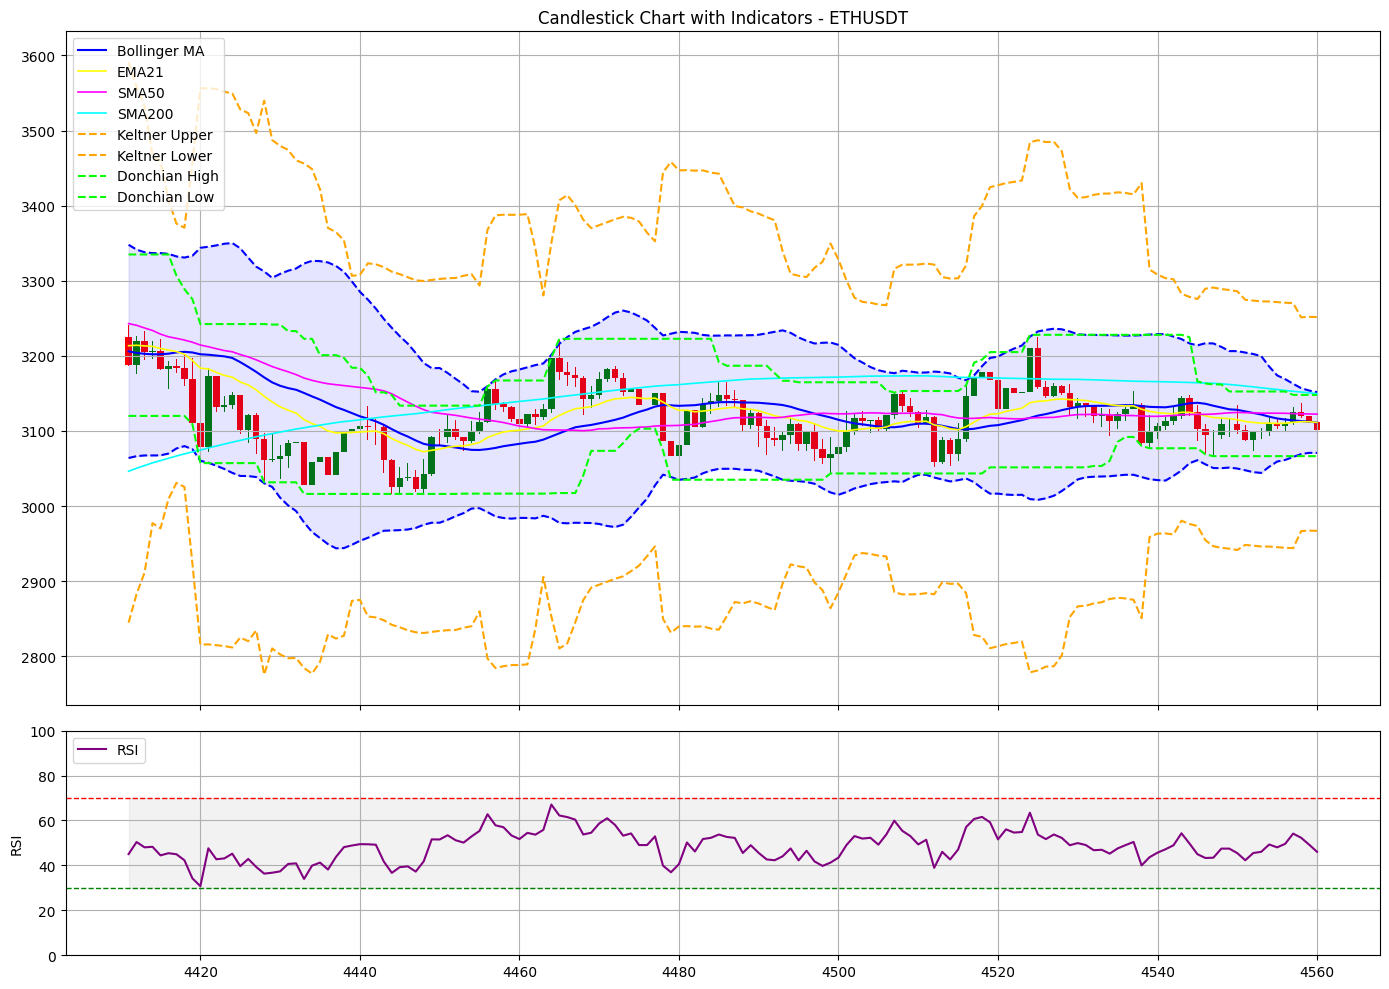 Candlestick Chart with Indicators - ETHUSDT
Bollinger MA
EMA21
SMA50
SMA200
Keltner Upper
Keltner Lower
Donchian High
Donchian Low
3600
3500
3400
3300
3200
3100
3000
2900
2800
RSI
RSI
100
80
60
40
20
0
4420 4440 4460 4480 4500 4520 4540 4560